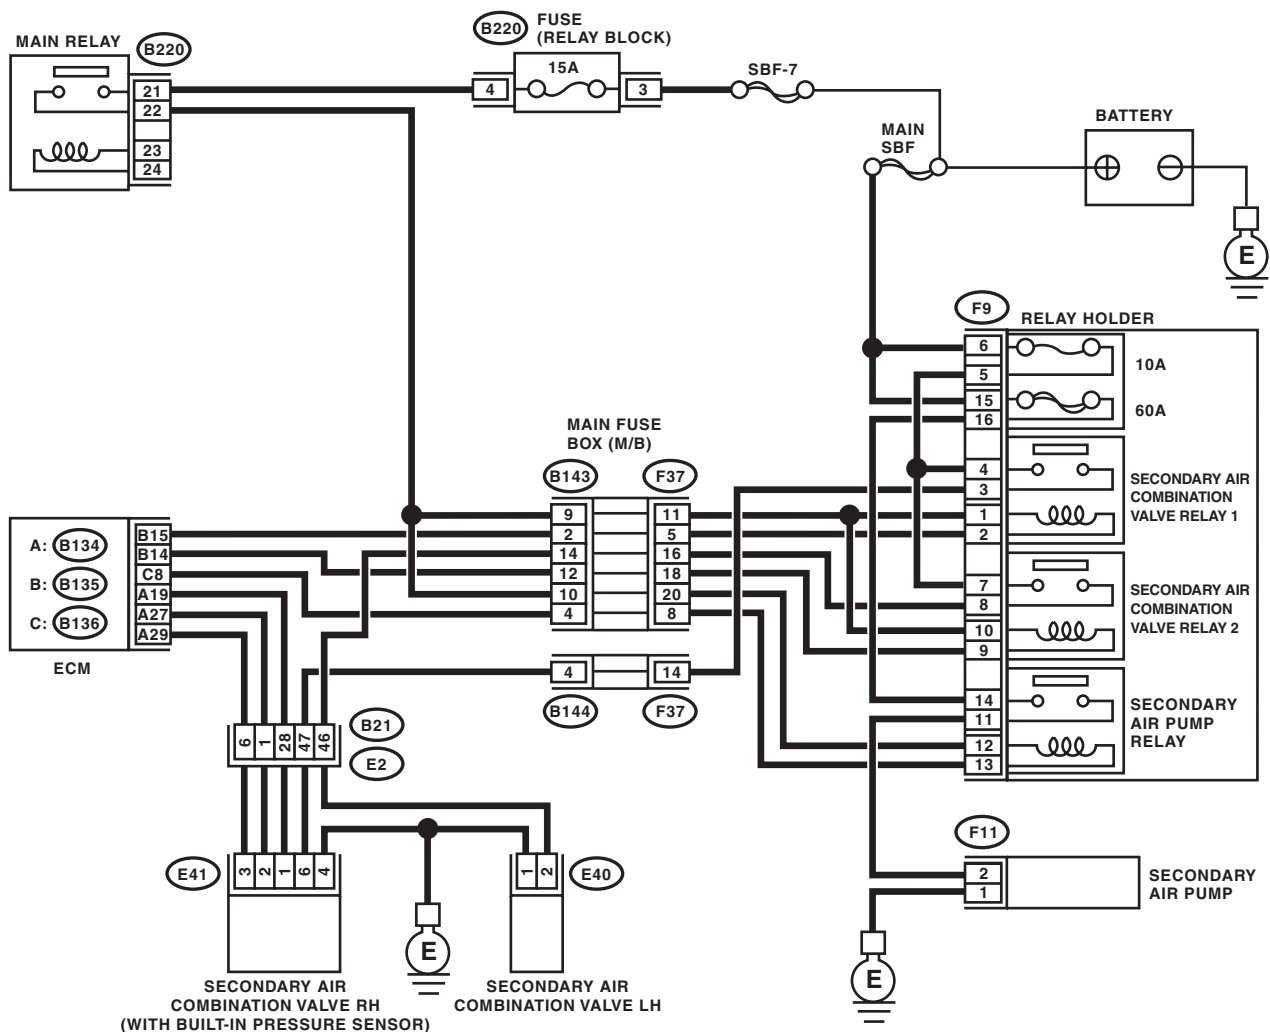 MAIN RELAY
B220
21
22
23
24
B220
FUSE
(RELAY BLOCK)
15A
4
3
SBF-7
MAIN
SBF
BATTERY
E
F9
RELAY HOLDER
6
5
15
16
4
3
1
2
7
8
10
9
14
11
12
13
10A
60A
SECONDARY AIR
COMBINATION
VALVE RELAY 1
SECONDARY AIR
COMBINATION
VALVE RELAY 2
SECONDARY
AIR PUMP
RELAY
MAIN FUSE
BOX (M/B)
B143
F37
9
11
2
5
14
16
12
18
10
20
4
8
4
14
B144
F37
A: B134
B: B135
C: B136
B15
B14
C8
A19
A27
A29
ECM
6
1
28
47
46
B21
E2
E41
3
2
1
6
4
1
2
E40
E
SECONDARY AIR
COMBINATION VALVE RH
(WITH BUILT-IN PRESSURE SENSOR)
SECONDARY AIR
COMBINATION VALVE LH
F11
2
1
SECONDARY
AIR PUMP
E